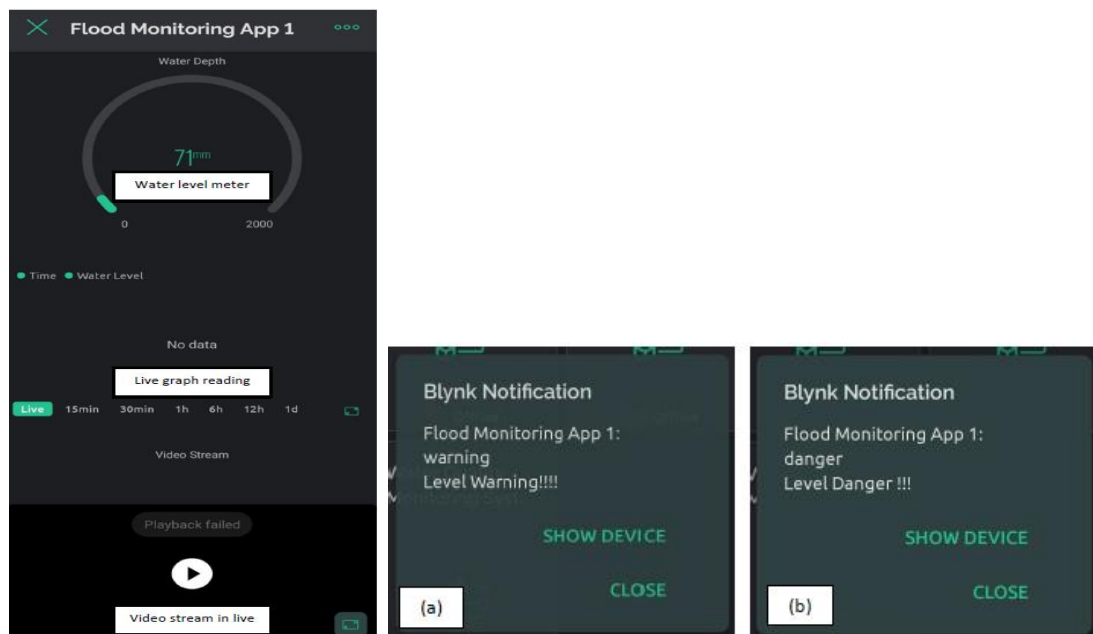 Flood Monitoring App 1
Water Depth
71mm
Water level meter
0 2000
Time Water Level
No data
Live graph reading
Live 15min 30min 1h 6h 12h 1d
Video Stream
Playback failed
Video stream in live
Blynk Notification
Flood Monitoring App 1:
warning
Level Warning!!!!
SHOW DEVICE
CLOSE
(a)
Blynk Notification
Flood Monitoring App 1:
danger
Level Danger !!!
SHOW DEVICE
CLOSE
(b)